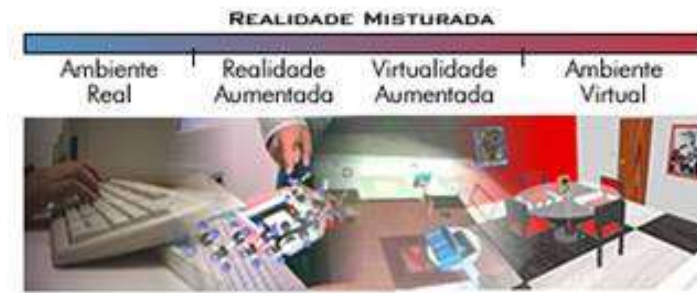 REALIDADE MISTURADA
Ambiente Real
Realidade Aumentada
Virtualidade Aumentada
Ambiente Virtual